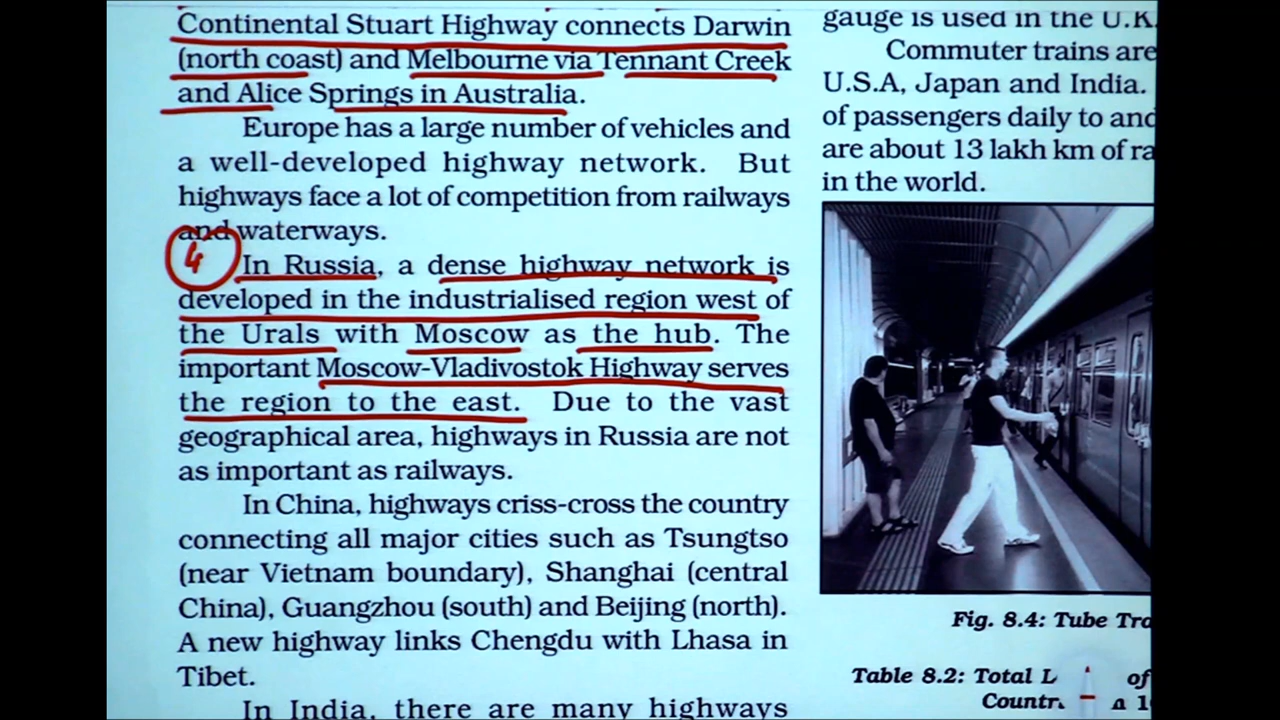 Continental Stuart Highway connects Darwin
(north coast) and Melbourne via Tennant Creek
and Alice Springs in Australia.
Europe has a large number of vehicles and
a well-developed highway network. But
highways face a lot of competition from railways
and waterways.
4
In Russia, a dense highway network is
developed in the industrialised region west of
the Urals with Moscow as the hub. The
important Moscow-Vladivostok Highway serves
the region to the east. Due to the vast
geographical area, highways in Russia are not
as important as railways.
In China, highways criss-cross the country
connecting all major cities such as Tsungtso
(near Vietnam boundary), Shanghai (central
China), Guangzhou (south) and Beijing (north).
A new highway links Chengdu with Lhasa in
Tibet.
In India, there are many highways
gauge is used in the U.K.
Commuter trains are
U.S.A, Japan and India.
of passengers daily to and
are about 13 lakh km of ra
in the world.
Fig. 8.4: Tube Tra
Table 8.2: Total L of
Countr